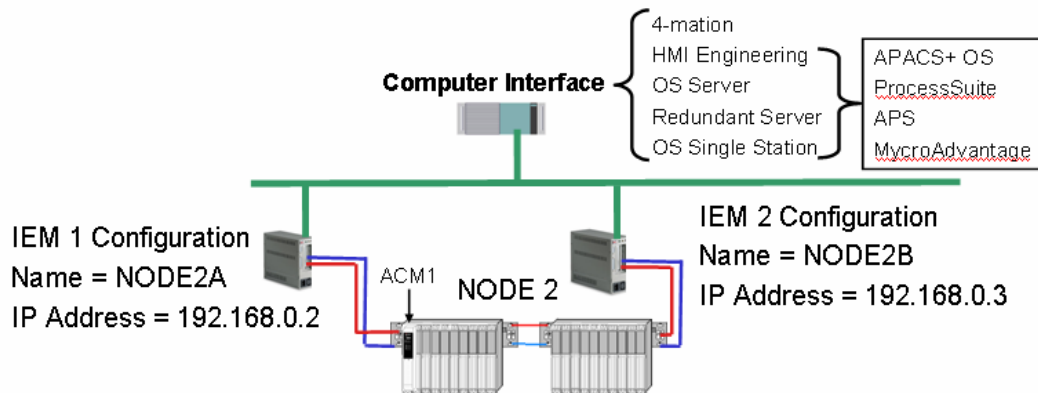 4-mation
HMI Engineering
OS Server
Redundant Server
OS Single Station
Computer Interface
APACS+ OS
ProcessSuite
APS
MycroAdvantage
IEM 1 Configuration
Name = NODE2A
IP Address = 192.168.0.2
ACM1
NODE 2
IEM 2 Configuration
Name = NODE2B
IP Address = 192.168.0.3